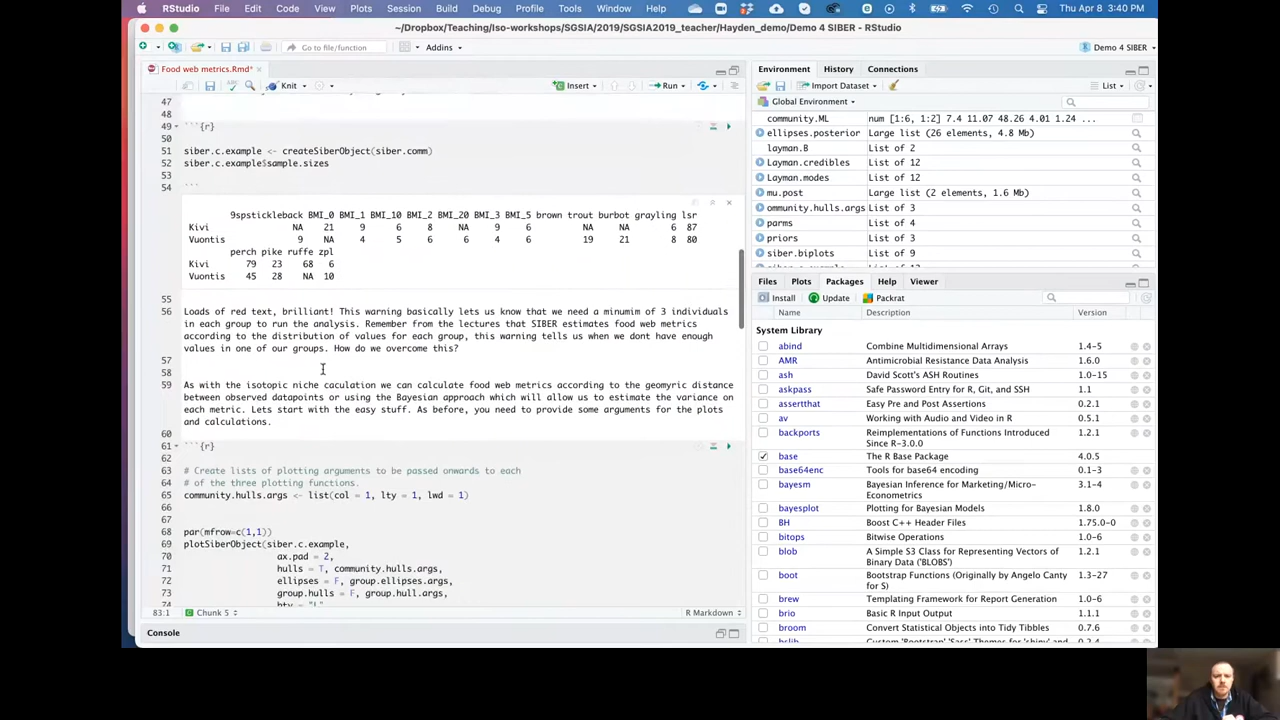 RStudio File Edit Code View Plots Session Build Debug Profile Tools Window Help Thu Apr 8 3:40 PM
~/Dropbox/Teaching/Iso-workshops/SGSIA/2019/SGSIA2019_teacher/Hayden_demo/Demo 4 SIBER - RStudio
Go to file/function Addins Demo 4 SIBER
Food web metrics.Rmd*
Knit Insert Run
47
48
49 ```{r}
50
51 siber.c.example <- createSiberObject(siber.comm)
52 siber.c.example$sample.sizes
53
54 ```
9spstickleback BMI_0 BMI_1 BMI_10 BMI_2 BMI_20 BMI_3 BMI_5 brown trout burbot grayling lsr
Kivi NA 21 9 6 8 NA 9 6 NA NA 6 87
Vuontis 9 NA 4 5 6 6 4 6 19 21 8 80
perch pike ruffe zpl
Kivi 79 23 68 6
Vuontis 45 28 NA 10
55
56 Loads of red text, brilliant! This warning basically lets us know that we need a minumim of 3 individuals
in each group to run the analysis. Remember from the lectures that SIBER estimates food web metrics
according to the distribution of values for each group, this warning tells us when we dont have enough
values in one of our groups. How do we overcome this?
57
58
59 As with the isotopic niche caculation we can calculate food web metrics according to the geomyric distance
between observed datapoints or using the Bayesian approach which will allow us to estimate the variance on
each metric. Lets start with the easy stuff. As before, you need to provide some arguments for the plots
and calculations.
60
61 ```{r}
62
63 # Create lists of plotting arguments to be passed onwards to each
64 # of the three plotting functions.
65 community.hulls.args <- list(col = 1, lty = 1, lwd = 1)
66
67
68 par(mfrow=c(1,1))
69 plotSiberObject(siber.c.example,
70 ax.pad = 2,
71 hulls = T, community.hulls.args,
72 ellipses = F, group.ellipses.args,
73 group.hulls = F, group.hull.args,
74 bty = "L",
83:1 Chunk 5 R Markdown
Console
Environment History Connections
Import Dataset List
Global Environment
community.ML num [1:6, 1:2] 7.4 11.07 48.26 4.01 1.24 ...
ellipses.posterior Large list (26 elements, 4.8 Mb)
layman.B List of 2
Layman.credibles List of 12
Layman.modes List of 12
mu.post Large list (2 elements, 1.6 Mb)
ommunity.hulls.args List of 3
parms List of 4
priors List of 3
siber.biplots List of 9
Files Plots Packages Help Viewer
Install Update Packrat
Name Description Version
System Library
abind Combine Multidimensional Arrays 1.4-5
AMR Antimicrobial Resistance Data Analysis 1.6.0
ash David Scott's ASH Routines 1.0-15
askpass Safe Password Entry for R, Git, and SSH 1.1
assertthat Easy Pre and Post Assertions 0.2.1
av Working with Audio and Video in R 0.5.1
backports Reimplementations of Functions Introduced 1.2.1
Since R-3.0.0
base The R Base Package 4.0.5
base64enc Tools for base64 encoding 0.1-3
bayesm Bayesian Inference for Marketing/Micro- 3.1-4
Econometrics
bayesplot Plotting for Bayesian Models 1.8.0
BH Boost C++ Header Files 1.75.0-0
bitops Bitwise Operations 1.0-6
blob A Simple S3 Class for Representing Vectors of 1.2.1
Binary Data ('BLOBS')
boot Bootstrap Functions (Originally by Angelo Canty 1.3-27
for S)
brew Templating Framework for Report Generation 1.0-6
brio Basic R Input Output 1.1.1
broom Convert Statistical Objects into Tidy Tibbles 0.7.6
bslib Custom 'Bootstrap' 'Sass' Themes for 'shiny' and 0.2.4